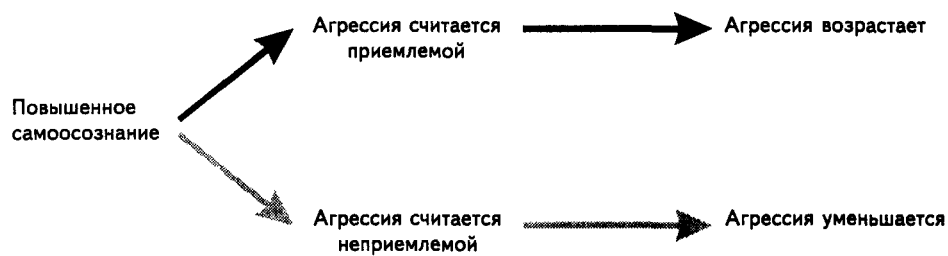 Агрессия считается
приемлемой
Агрессия возрастает
Повышенное
самоосознание
Агрессия считается
неприемлемой
Агрессия уменьшается